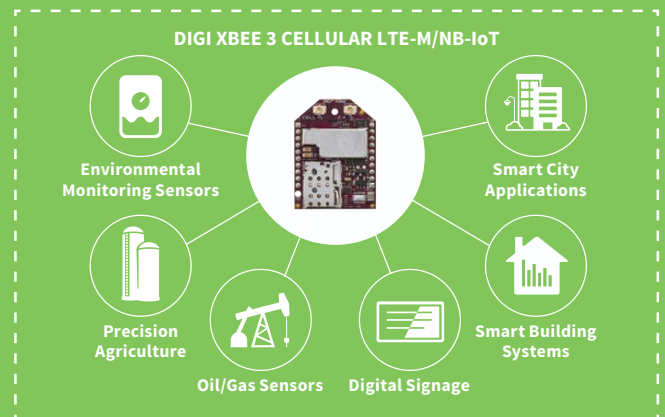 DIGI XBEE 3 CELLULAR LTE-M/NB-IoT
Environmental
Monitoring Sensors
Smart City
Applications
Precision
Agriculture
Smart Building
Systems
Oil/Gas Sensors
Digital Signage